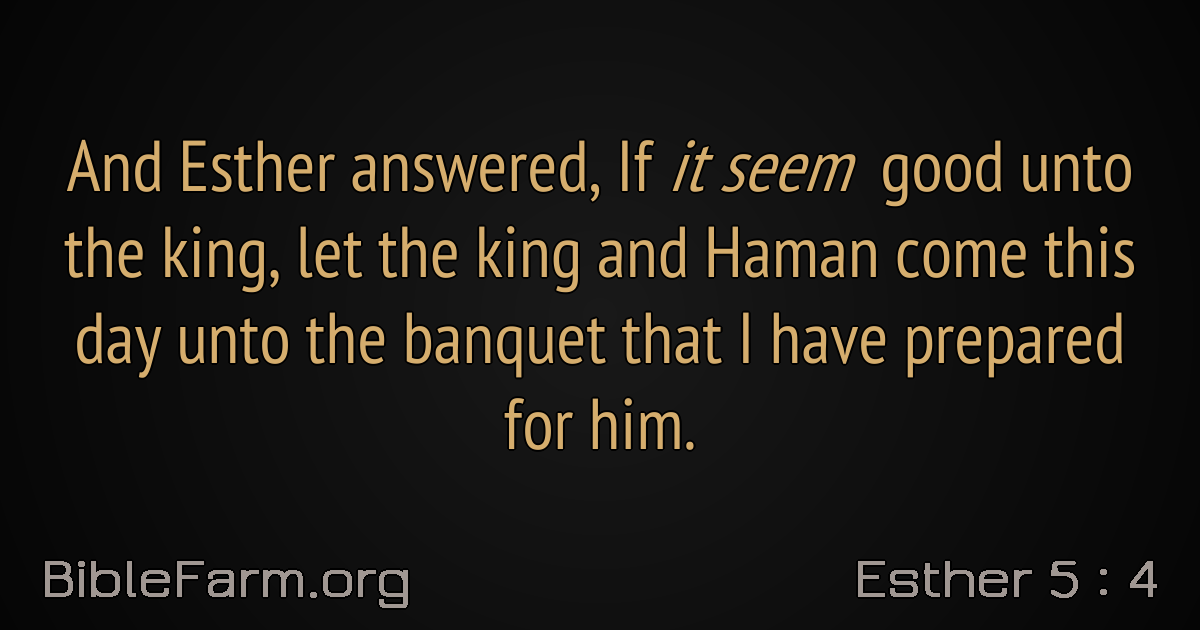 And Esther answered, If it seem good unto
the king, let the king and Haman come this
day unto the banquet that I have prepared
for him.
BibleFarm.org
Esther 5 : 4